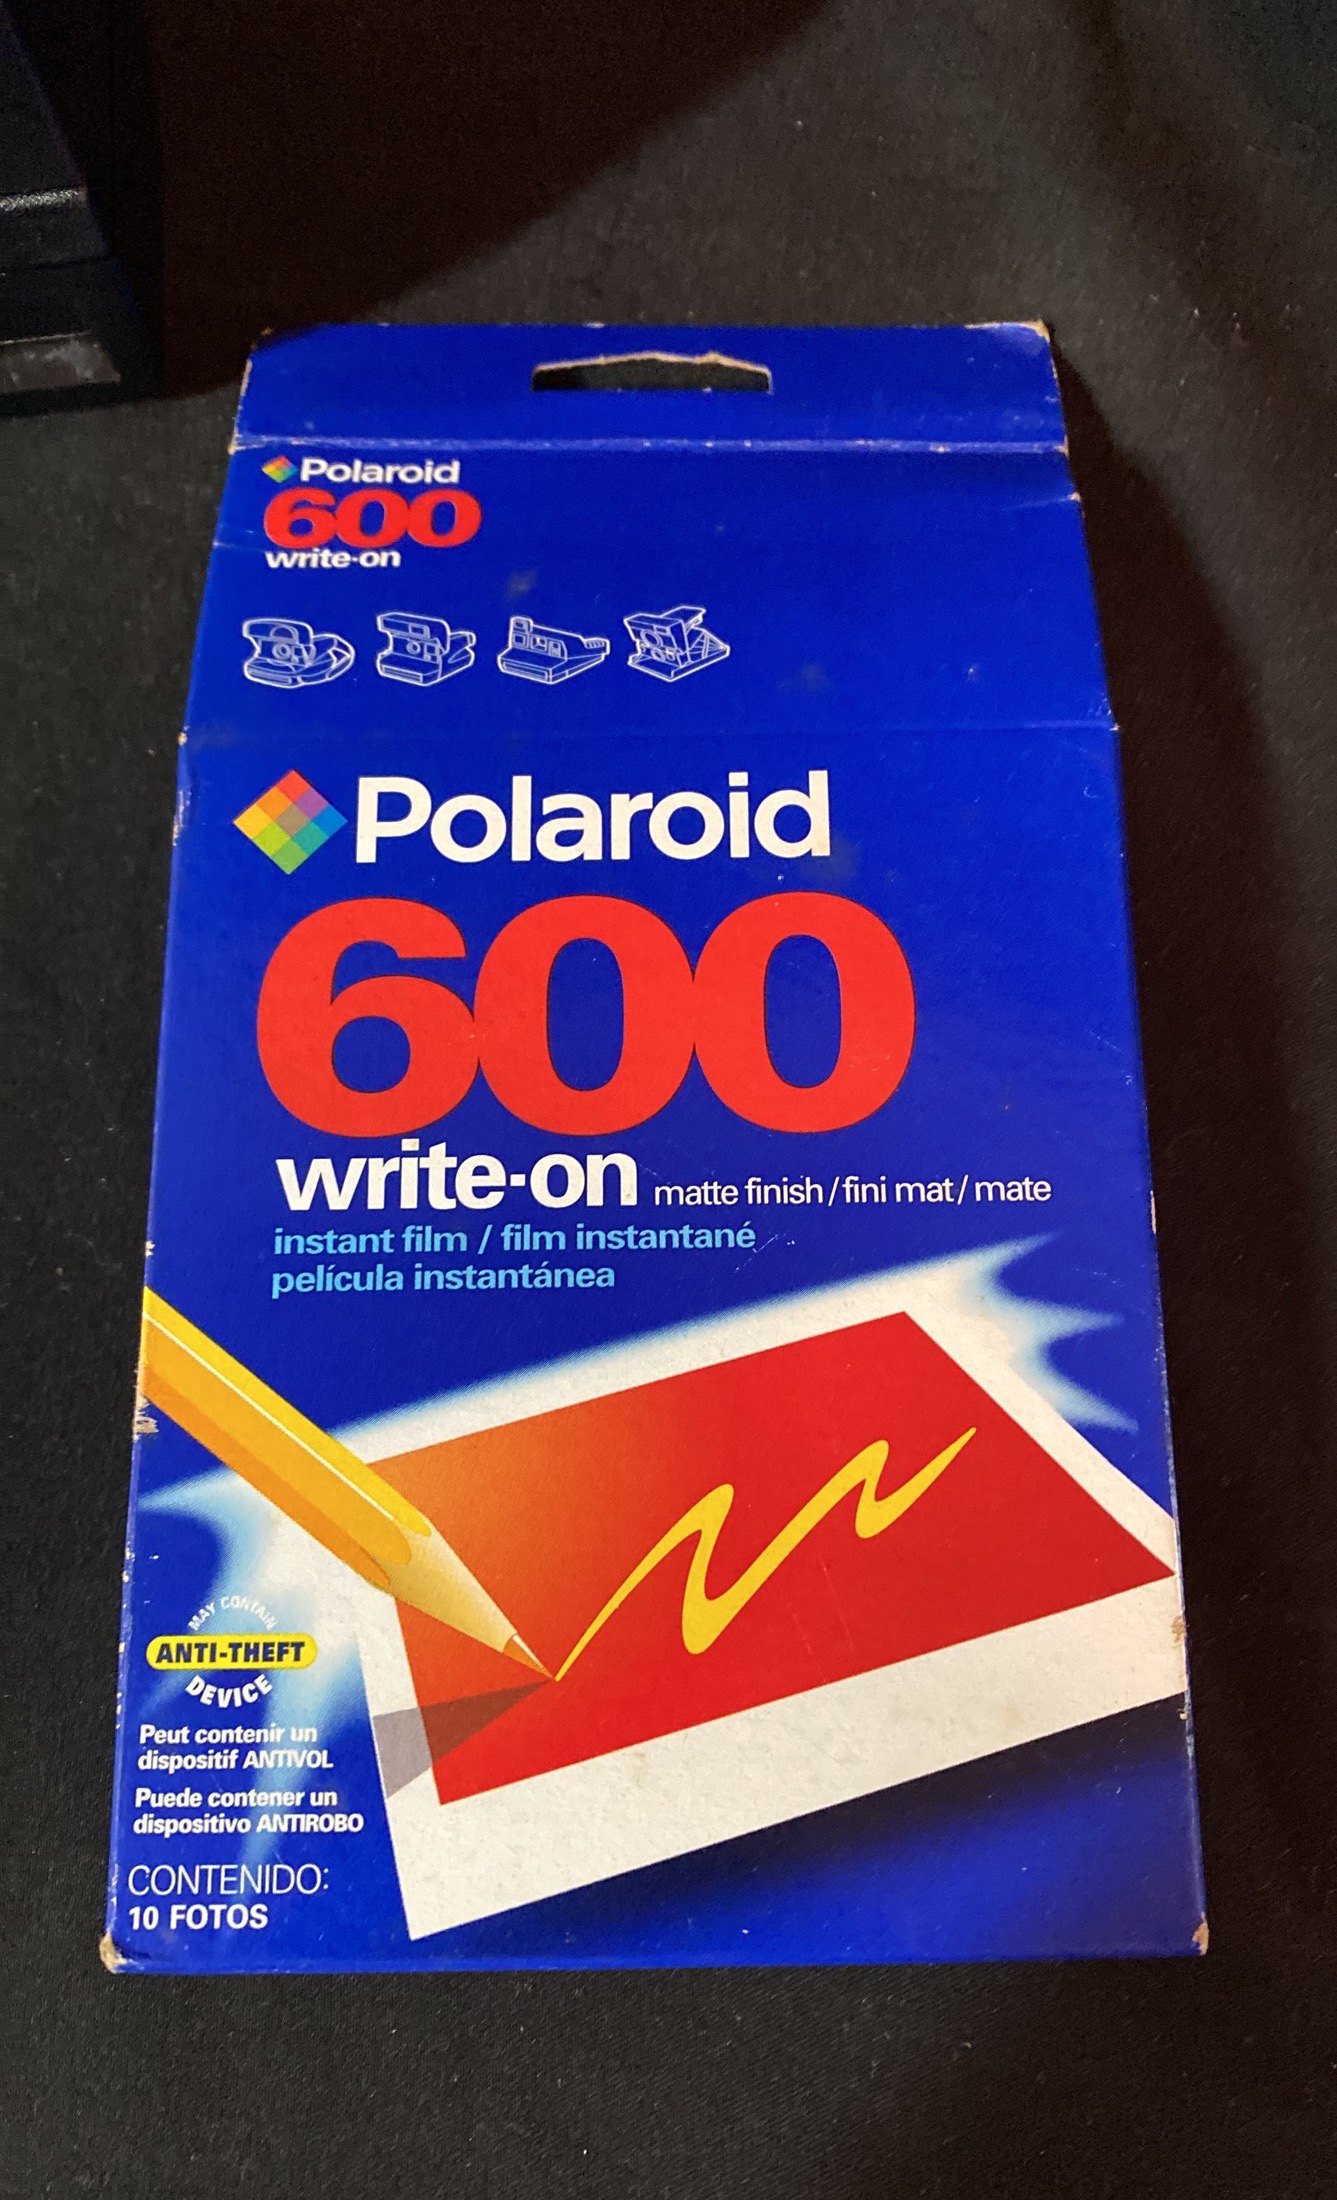 Polaroid
600
write-on
Polaroid
600
write-on matte finish / fini mat / mate
instant film / film instantané
película instantánea
MAY CONTAIN
ANTI-THEFT
DEVICE
Peut contenir un
dispositif ANTIVOL
Puede contener un
dispositivo ANTIROBO
CONTENIDO:
10 FOTOS